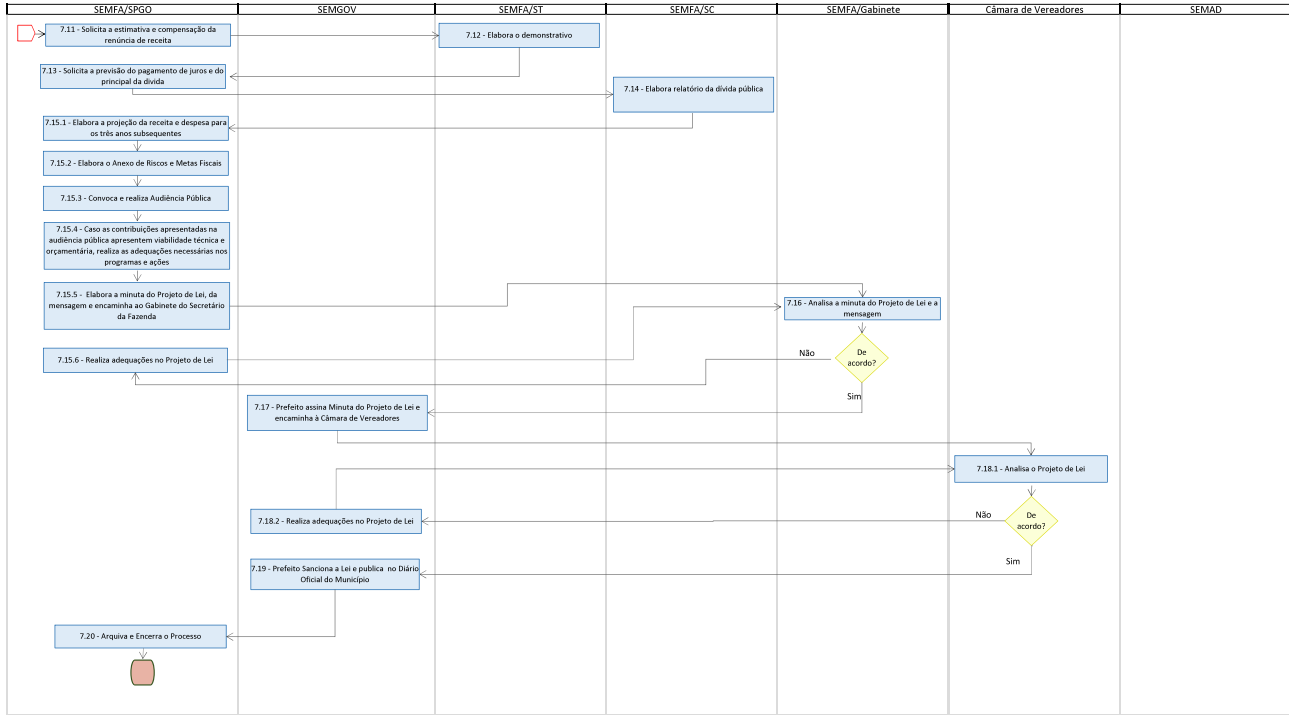 SEMFA/SPGO
SEMGOV
SEMFA/ST
SEMFA/SC
SEMFA/Gabinete
Câmara de Vereadores
SEMAD
7.11 - Solicita a estimativa e compensação da
renúncia de receita
7.12 - Elabora o demonstrativo
7.13 - Solicita a previsão do pagamento de juros e do
principal da divida
7.14 - Elabora relatório da dívida pública
7.15.1 - Elabora a projeção da receita e despesa para
os três anos subsequentes
7.15.2 - Elabora o Anexo de Riscos e Metas Fiscais
7.15.3 - Convoca e realiza Audiência Pública
7.15.4 - Caso as contribuições apresentadas na
audiência pública apresentem viabilidade técnica e
orçamentária, realiza as adequações necessárias nos
programas e ações
7.15.5 - Elabora a minuta do Projeto de Lei, da
mensagem e encaminha ao Gabinete do Secretário
da Fazenda
7.16 - Analisa a minuta do Projeto de Lei e a
mensagem
7.15.6 - Realiza adequações no Projeto de Lei
Não
De
acordo?
Sim
7.17 - Prefeito assina Minuta do Projeto de Lei e
encaminha à Câmara de Vereadores
7.18.1 - Analisa o Projeto de Lei
7.18.2 - Realiza adequações no Projeto de Lei
Não
De
acordo?
Sim
7.19 - Prefeito Sanciona a Lei e publica no Diário
Oficial do Município
7.20 - Arquiva e Encerra o Processo